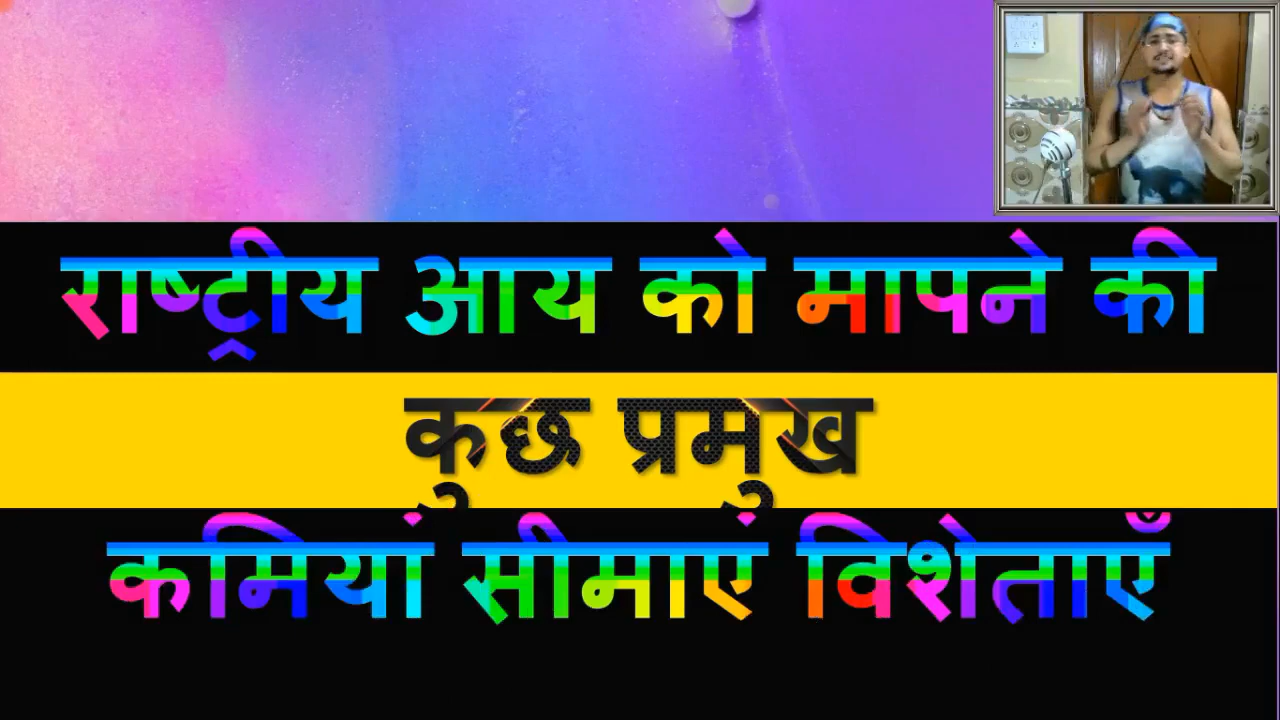 राष्ट्रीय आय को मापने की
कुछ प्रमुख
कमियां सीमाएं विशेताएँ